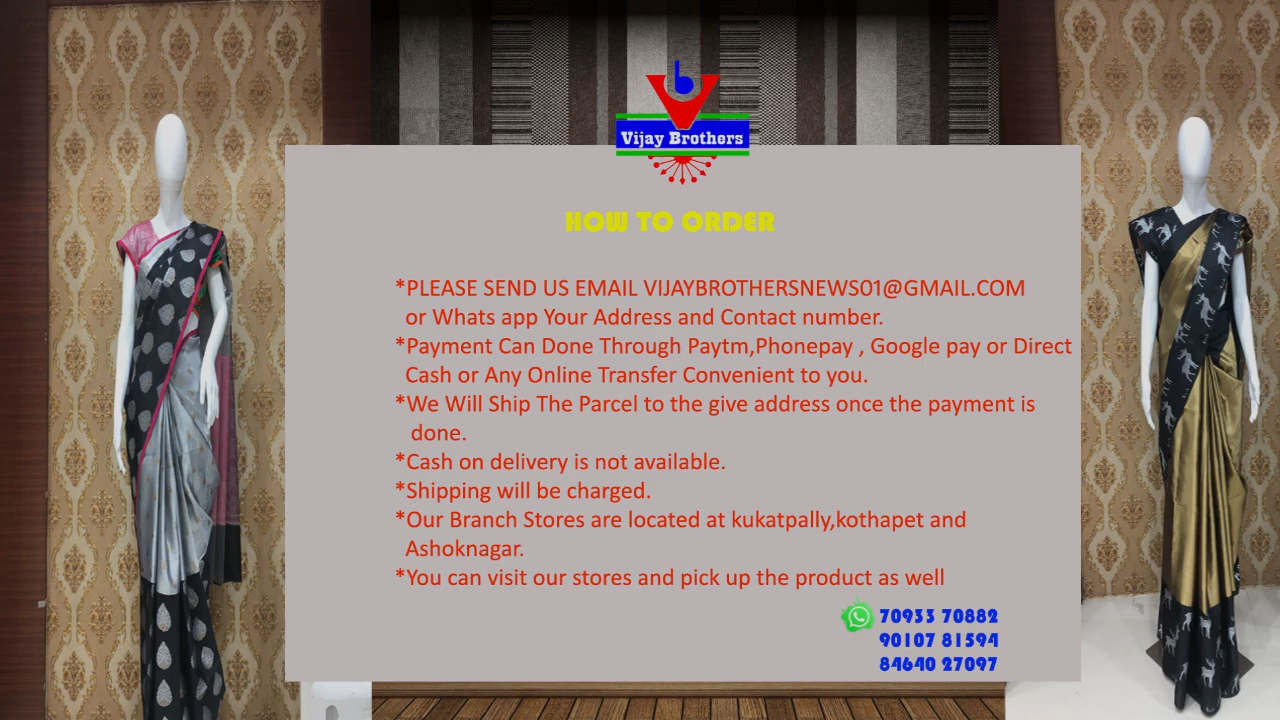 b
Vijay Brothers
HOW TO ORDER
*PLEASE SEND US EMAIL VIJAYBROTHERSNEWS01@GMAIL.COM
or Whats app Your Address and Contact number.
*Payment Can Done Through Paytm,Phonepay , Google pay or Direct
Cash or Any Online Transfer Convenient to you.
*We Will Ship The Parcel to the give address once the payment is
done.
*Cash on delivery is not available.
*Shipping will be charged.
*Our Branch Stores are located at kukatpally,kothapet and
Ashoknagar.
*You can visit our stores and pick up the product as well
70933 70882
90107 81594
84640 27097